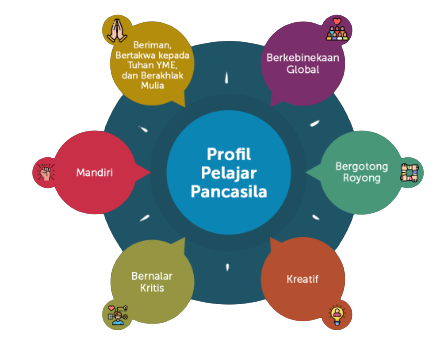 Beriman,
Bertakwa kepada
Tuhan YME,
dan Berakhlak
Mulia
Berkebinekaan
Global
Mandiri
Profil
Pelajar
Pancasila
Bergotong
Royong
Bernalar
Kritis
Kreatif